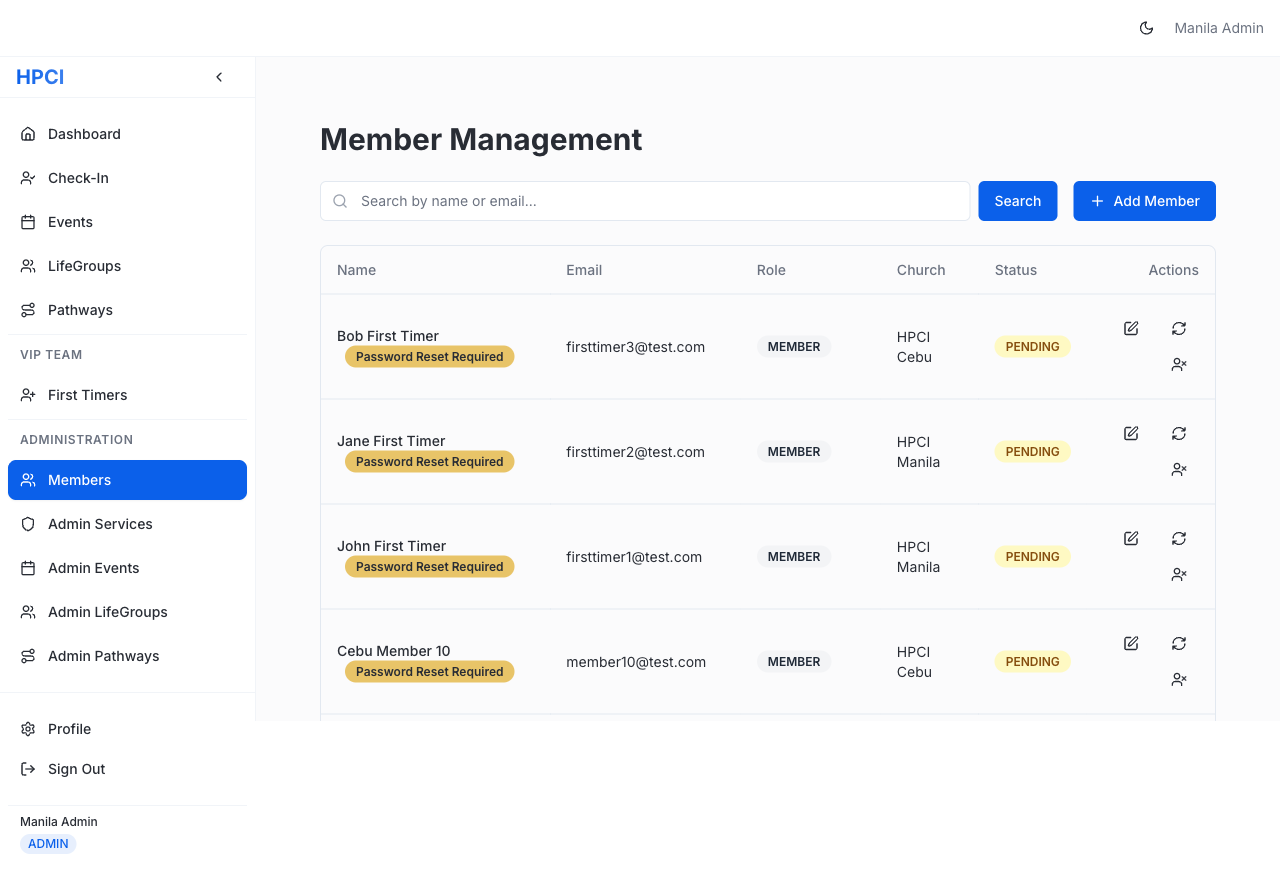 Manila Admin
HPCI
Dashboard
Check-In
Events
LifeGroups
Pathways
VIP TEAM
First Timers
ADMINISTRATION
Members
Admin Services
Admin Events
Admin LifeGroups
Admin Pathways
Profile
Sign Out
Manila Admin
ADMIN
Member Management
Search by name or email...
Search
Add Member
Name Email Role Church Status Actions
Bob First Timer
Password Reset Required
firsttimer3@test.com
MEMBER
HPCI
Cebu
PENDING
Jane First Timer
Password Reset Required
firsttimer2@test.com
MEMBER
HPCI
Manila
PENDING
John First Timer
Password Reset Required
firsttimer1@test.com
MEMBER
HPCI
Manila
PENDING
Cebu Member 10
Password Reset Required
member10@test.com
MEMBER
HPCI
Cebu
PENDING